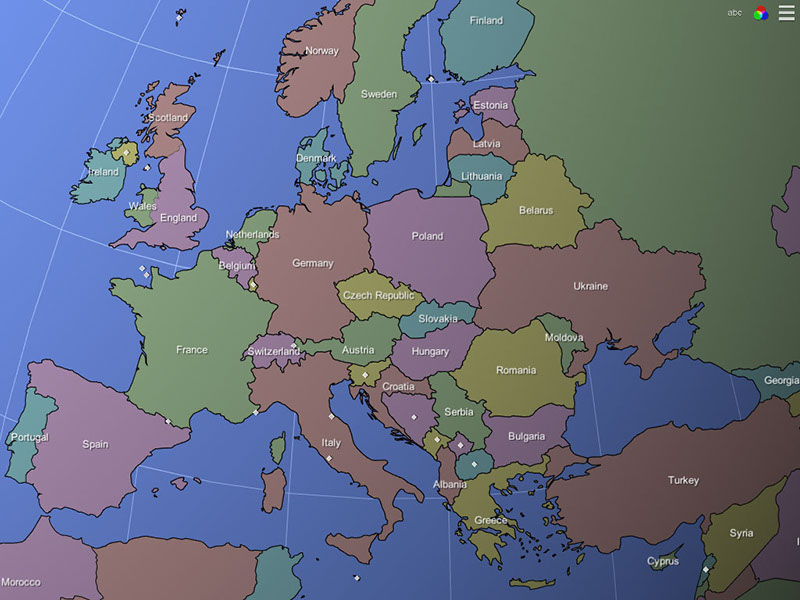 abc
Finland
Norway
Sweden
Estonia
Scotland
Latvia
Denmark
Ireland
Lithuania
Wales
England
Belarus
Netherlands
Poland
Belgium
Germany
Ukraine
Czech Republic
Slovakia
Moldova
France
Switzerland
Austria
Hungary
Romania
Georgia
Croatia
Serbia
Portugal
Spain
Italy
Bulgaria
Albania
Turkey
Greece
Syria
Cyprus
Morocco